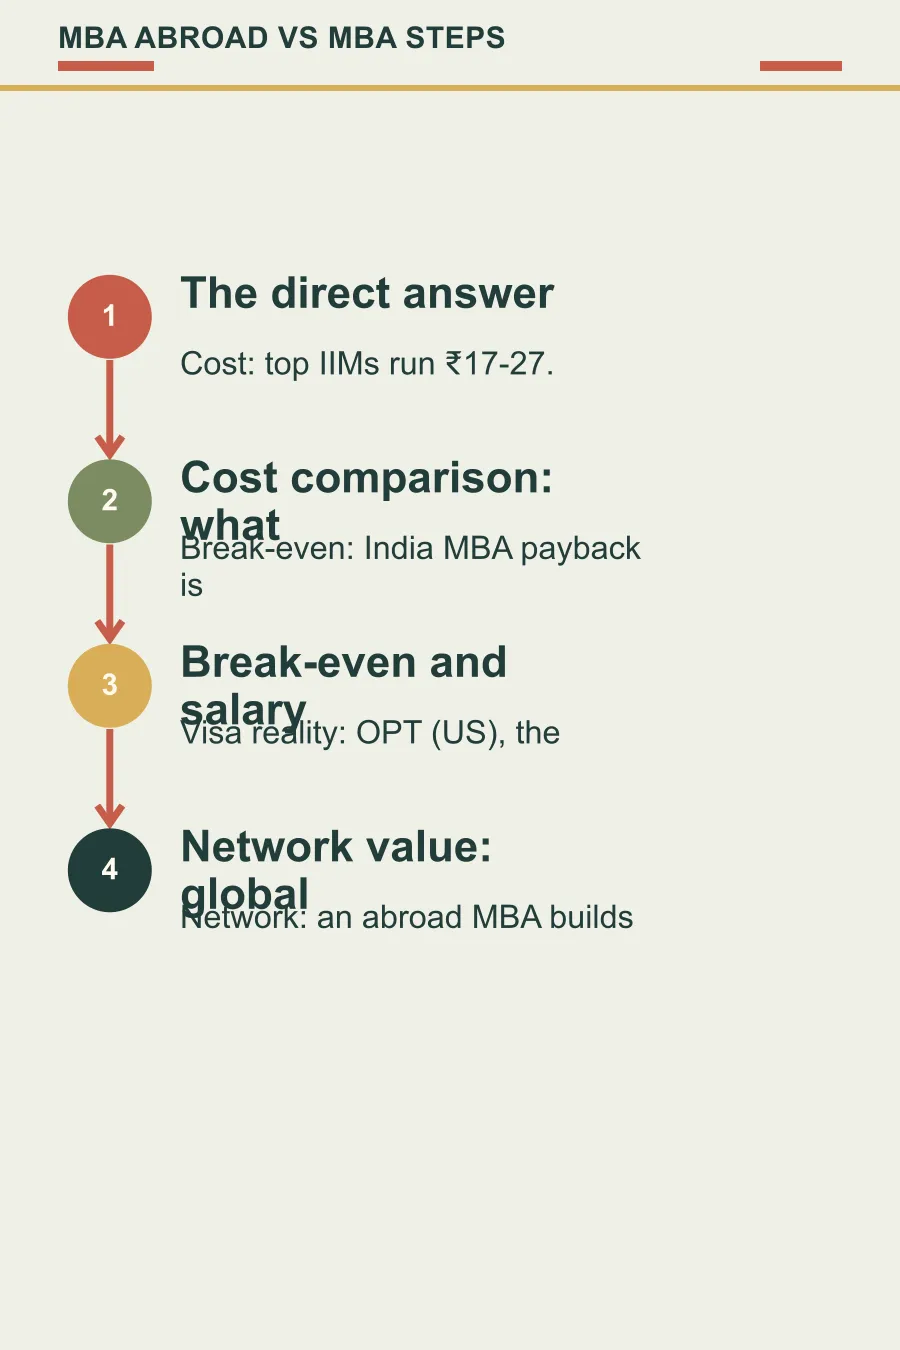 MBA ABROAD VS MBA STEPS
1
The direct answer
Cost: top IIMs run ₹17-27.
2
Cost comparison:
what
Break-even: India MBA payback
is
3
Break-even and
salary
Visa reality: OPT (US), the
4
Network value:
global
Network: an abroad MBA builds